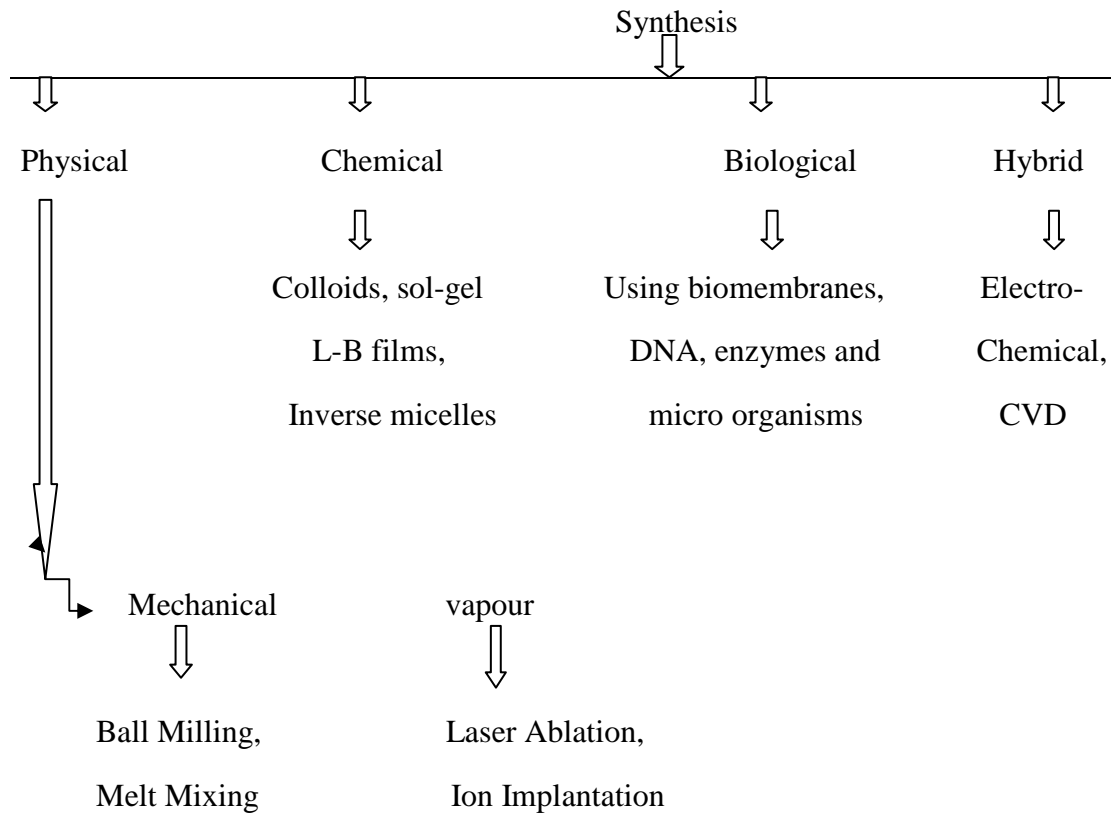 Synthesis
Physical
Chemical
Biological
Hybrid
Colloids, sol-gel
L-B films,
Inverse micelles
Using biomembranes,
DNA, enzymes and
micro organisms
Electro-
Chemical,
CVD
Mechanical
vapour
Ball Milling,
Melt Mixing
Laser Ablation,
Ion Implantation